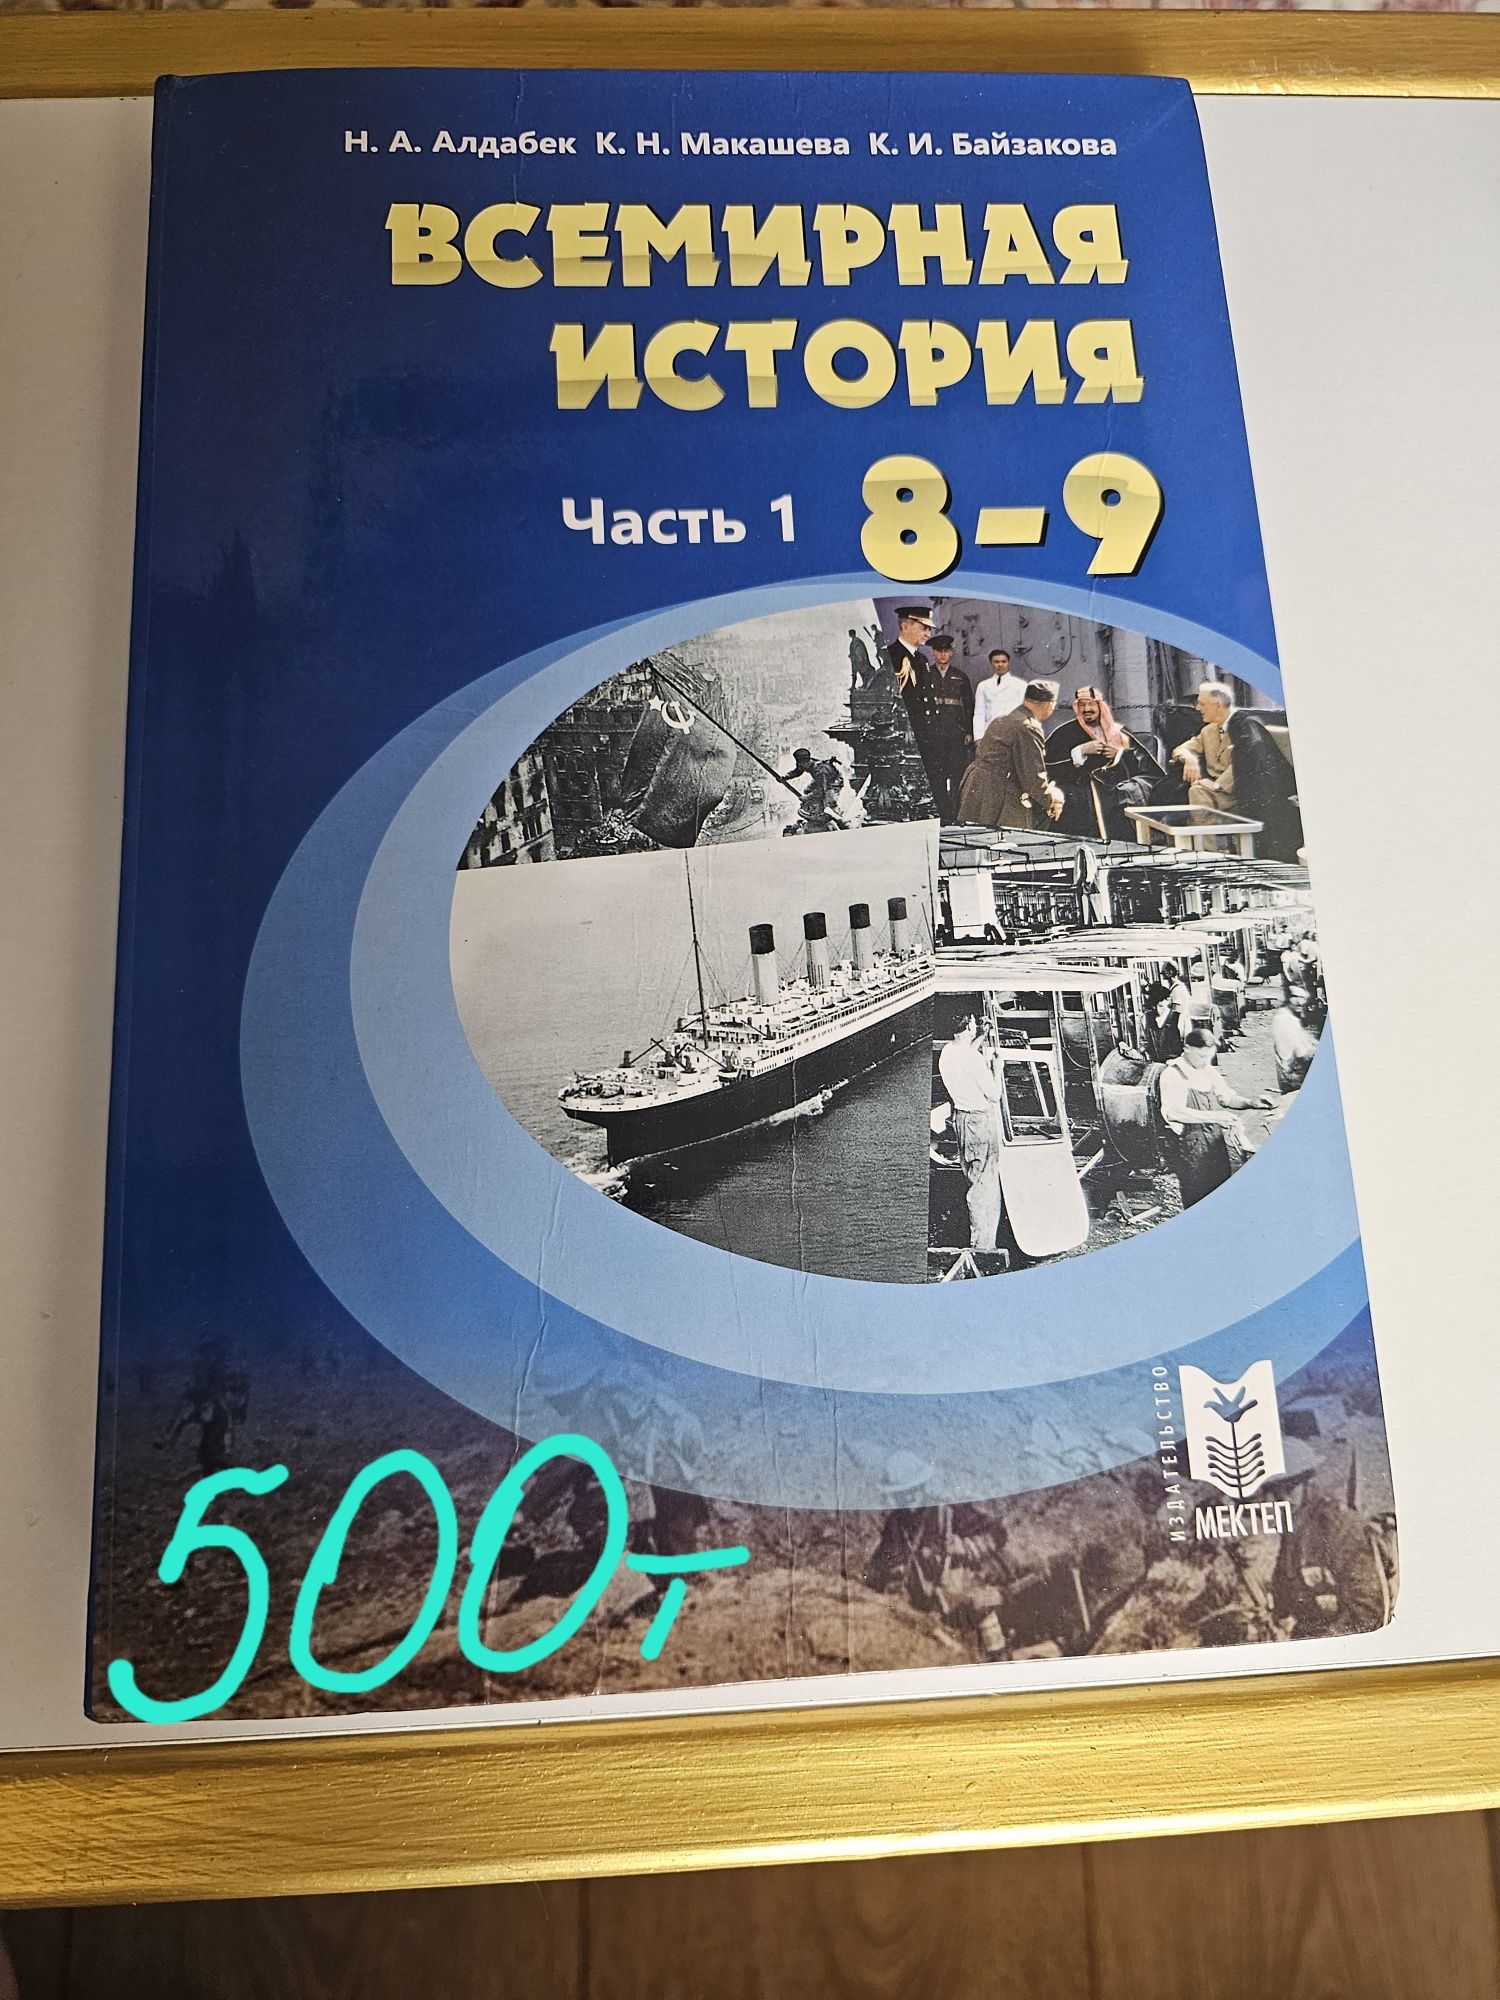 Н. А. Алдабек К. Н. Макашева К. И. Байзакова
ВСЕМИРНАЯ
ИСТОРИЯ
Часть 1 8-9
ИЗДАТЕЛЬСТВО
МЕКТЕП
500т